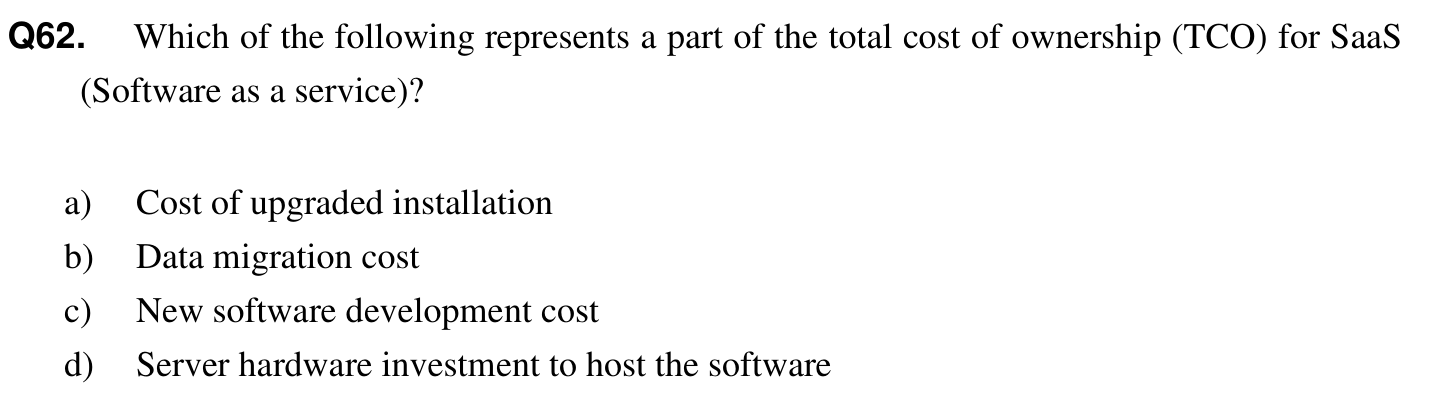 Q62. Which of the following represents a part of the total cost of ownership (TCO) for SaaS
(Software as a service)?
a) Cost of upgraded installation
b) Data migration cost
c) New software development cost
d) Server hardware investment to host the software